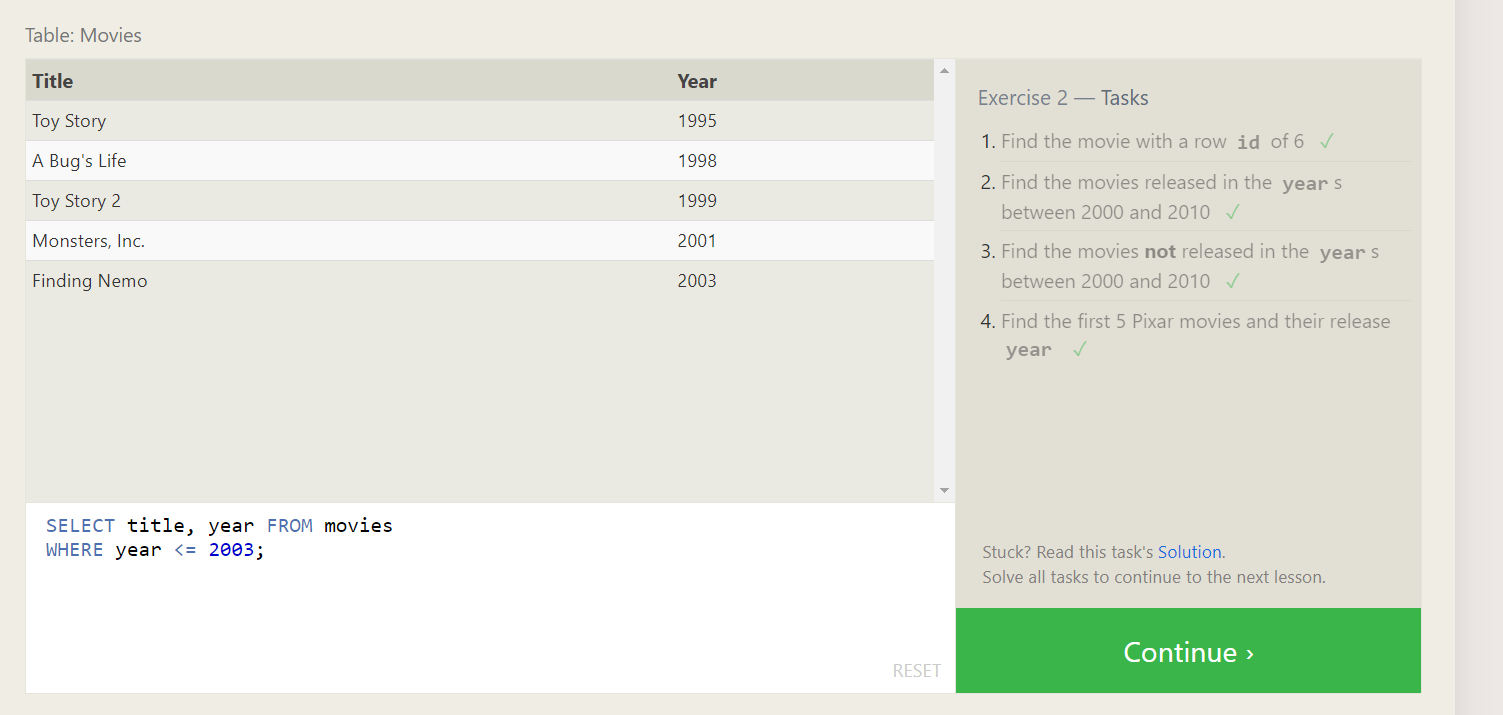 Table: Movies
Title Year
Toy Story 1995
A Bug's Life 1998
Toy Story 2 1999
Monsters, Inc. 2001
Finding Nemo 2003
SELECT title, year FROM movies
WHERE year <= 2003;
RESET
Exercise 2 — Tasks
1. Find the movie with a row id of 6 ✓
2. Find the movies released in the year s
between 2000 and 2010 ✓
3. Find the movies not released in the year s
between 2000 and 2010 ✓
4. Find the first 5 Pixar movies and their release
year ✓
Stuck? Read this task's Solution.
Solve all tasks to continue to the next lesson.
Continue ›